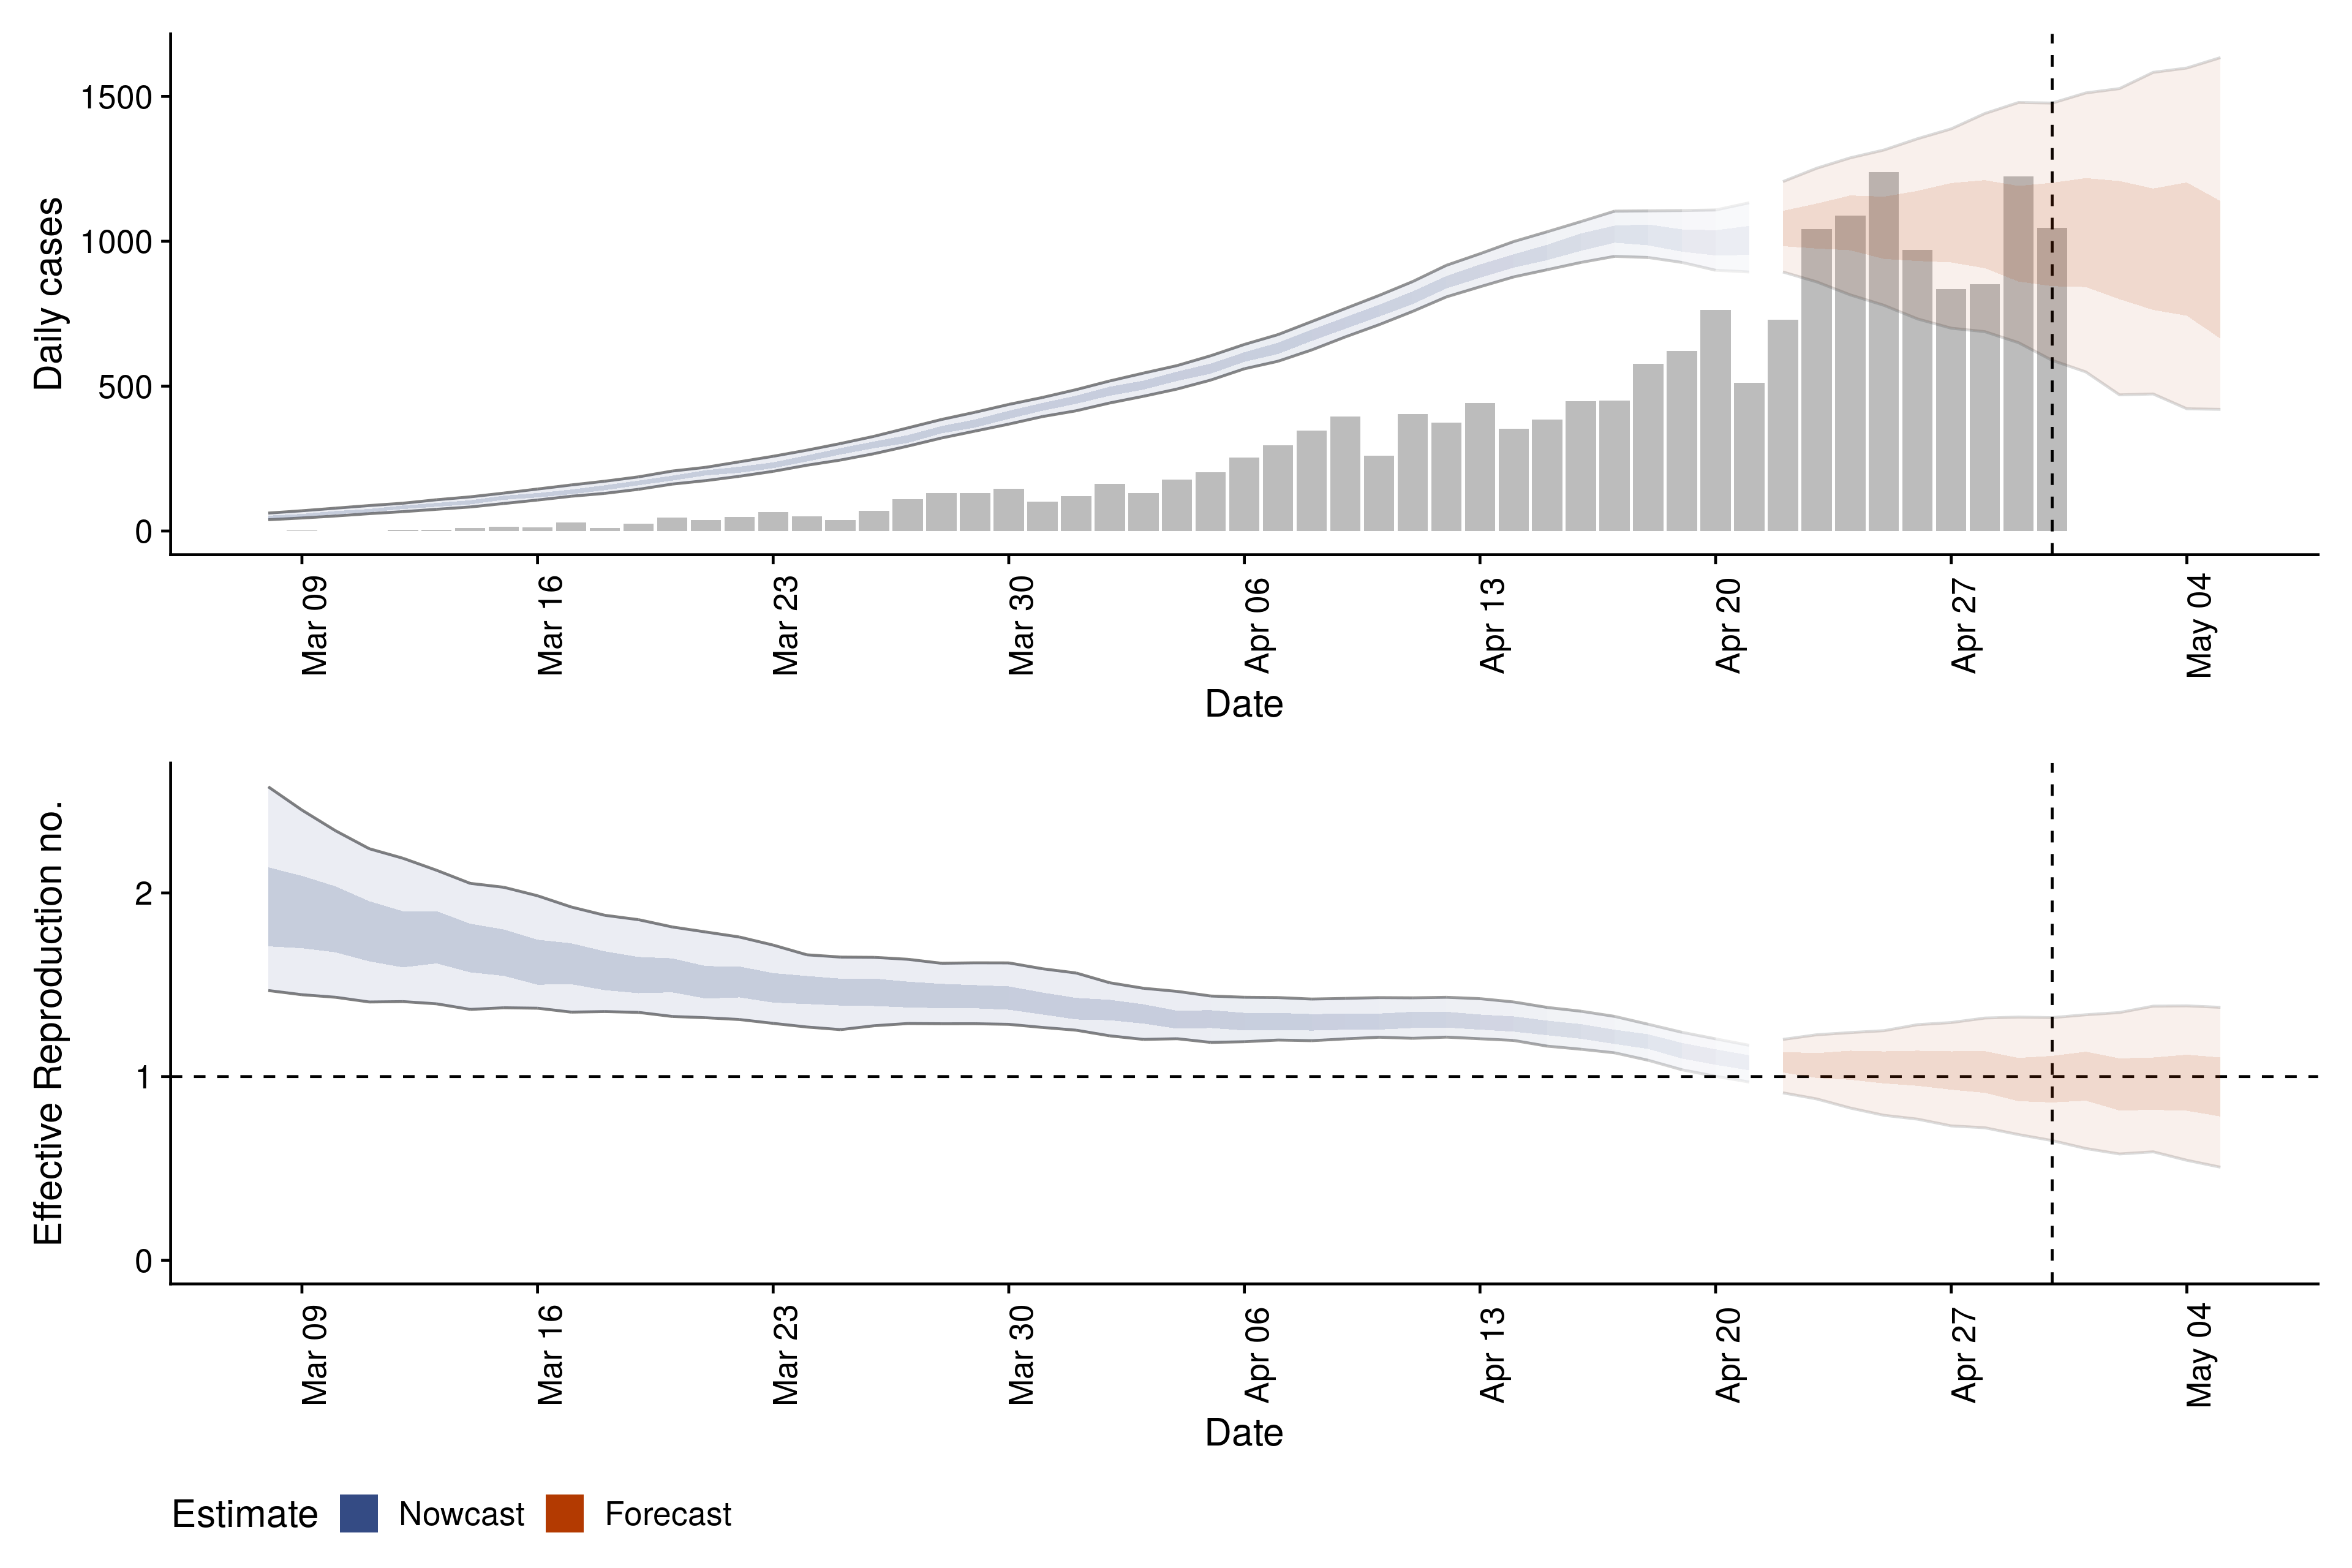 Daily cases
1500
1000
500
0
Mar 09
Mar 16
Mar 23
Mar 30
Apr 06
Apr 13
Apr 20
Apr 27
May 04
Date
Effective Reproduction no.
2
1
0
Mar 09
Mar 16
Mar 23
Mar 30
Apr 06
Apr 13
Apr 20
Apr 27
May 04
Date
Estimate Nowcast Forecast